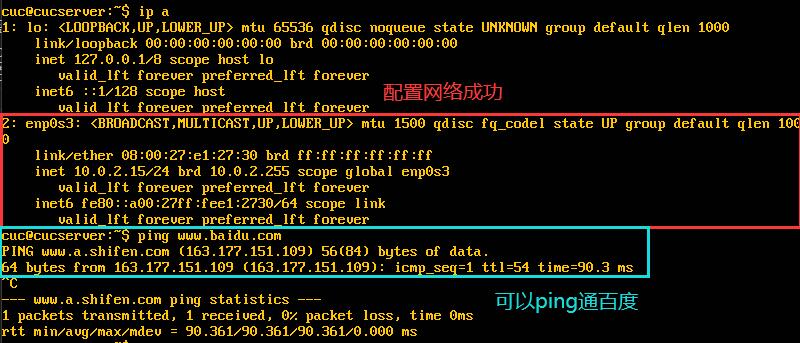 cuc@cucserver:~$ ip a
1: lo: <LOOPBACK,UP,LOWER_UP> mtu 65536 qdisc noqueue state UNKNOWN group default qlen 1000
link/loopback 00:00:00:00:00:00 brd 00:00:00:00:00:00
inet 127.0.0.1/8 scope host lo
valid_lft forever preferred_lft forever
inet6 ::1/128 scope host
valid_lft forever preferred_lft forever
配置网络成功
2: enp0s3: <BROADCAST,MULTICAST,UP,LOWER_UP> mtu 1500 qdisc fq_codel state UP group default qlen 100
0
link/ether 08:00:27:e1:27:30 brd ff:ff:ff:ff:ff:ff
inet 10.0.2.15/24 brd 10.0.2.255 scope global enp0s3
valid_lft forever preferred_lft forever
inet6 fe80::a00:27ff:fee1:2730/64 scope link
valid_lft forever preferred_lft forever
cuc@cucserver:~$ ping www.baidu.com
PING www.a.shifen.com (163.177.151.109) 56(84) bytes of data.
64 bytes from 163.177.151.109 (163.177.151.109): icmp_seq=1 ttl=54 time=90.3 ms
^C
可以ping通百度
--- www.a.shifen.com ping statistics ---
1 packets transmitted, 1 received, 0% packet loss, time 0ms
rtt min/avg/max/mdev = 90.361/90.361/90.361/0.000 ms